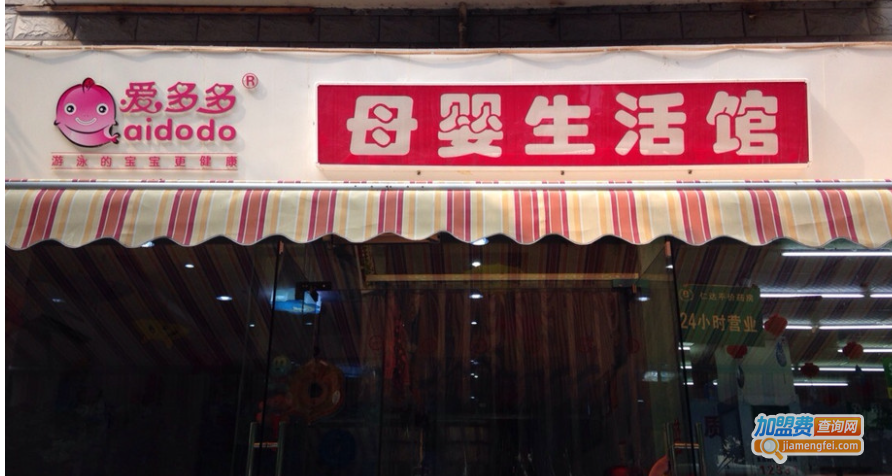 爱多多®
aidodo
游泳的宝宝更健康
母婴生活馆
24小时营业
加盟费查询网
jiamengfei.com